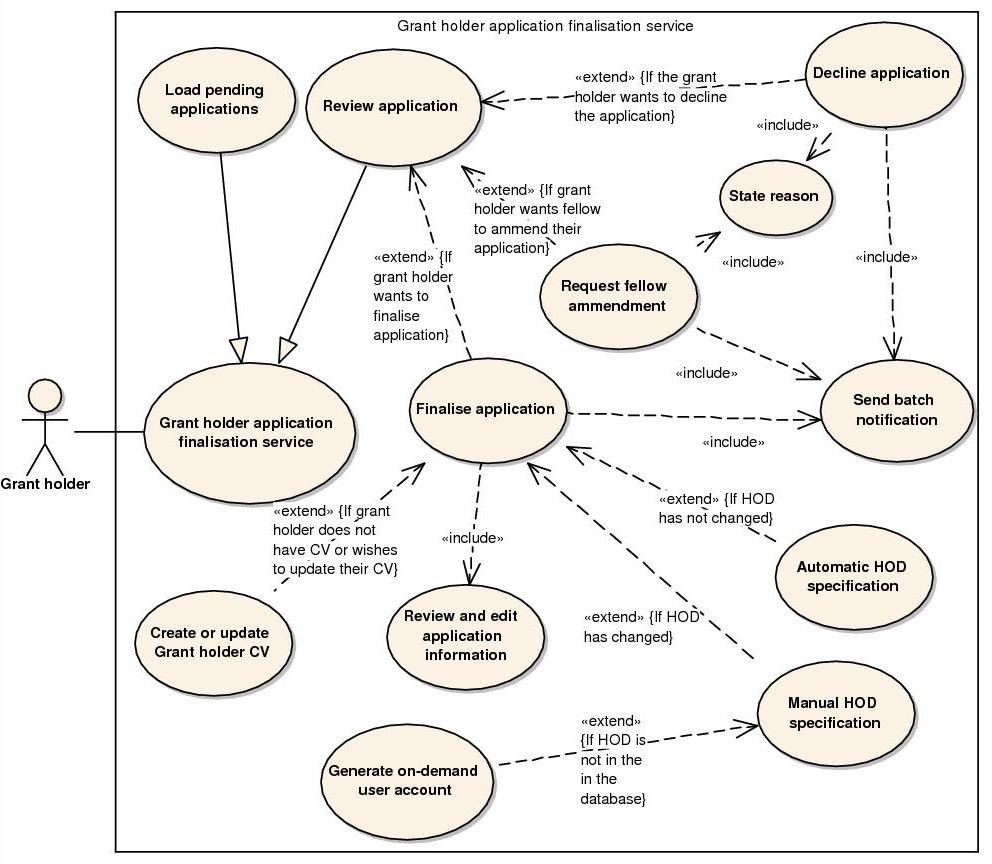 Grant holder application finalisation service
Load pending
applications
Review application
«extend» {If the grant
holder wants to decline
the application}
Decline application
«include»
State reason
«extend» {If grant
holder wants fellow
to ammend their
application}
«extend» {If
grant holder
wants to
finalise
application}
«include»
«include»
Request fellow
ammendment
«include»
Grant holder application
finalisation service
Finalise application
Send batch
notification
«include»
Grant holder
«extend» {If grant
holder does not
have CV or wishes
to update their CV}
«include»
«extend» {If HOD
has not changed}
Automatic HOD
specification
Create or update
Grant holder CV
Review and edit
application
information
«extend» {If HOD
has changed}
Manual HOD
specification
«extend»
{If HOD is
not in the
in the
database}
Generate on-demand
user account